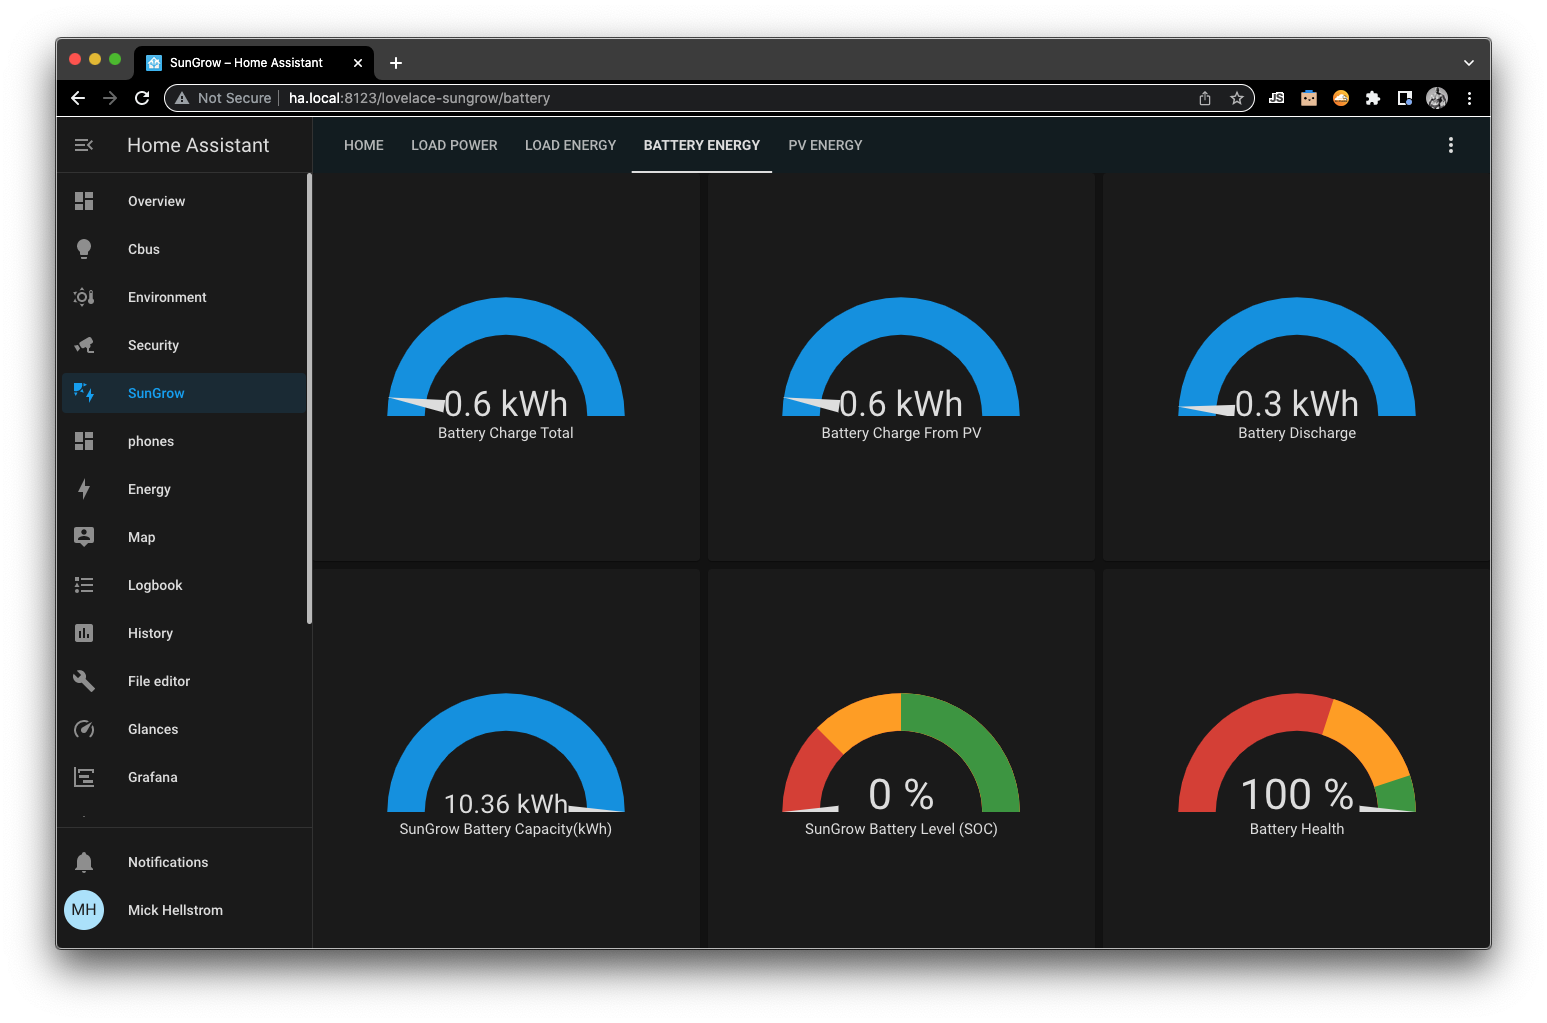 SunGrow – Home Assistant
Not Secure
ha.local:8123/lovelace-sungrow/battery
JS
Home Assistant
HOME
LOAD POWER
LOAD ENERGY
BATTERY ENERGY
PV ENERGY
Overview
Cbus
Environment
Security
SunGrow
phones
Energy
Map
Logbook
History
File editor
Glances
Grafana
Notifications
MH
Mick Hellstrom
0.6 kWh
Battery Charge Total
0.6 kWh
Battery Charge From PV
0.3 kWh
Battery Discharge
10.36 kWh
SunGrow Battery Capacity(kWh)
0 %
SunGrow Battery Level (SOC)
100 %
Battery Health